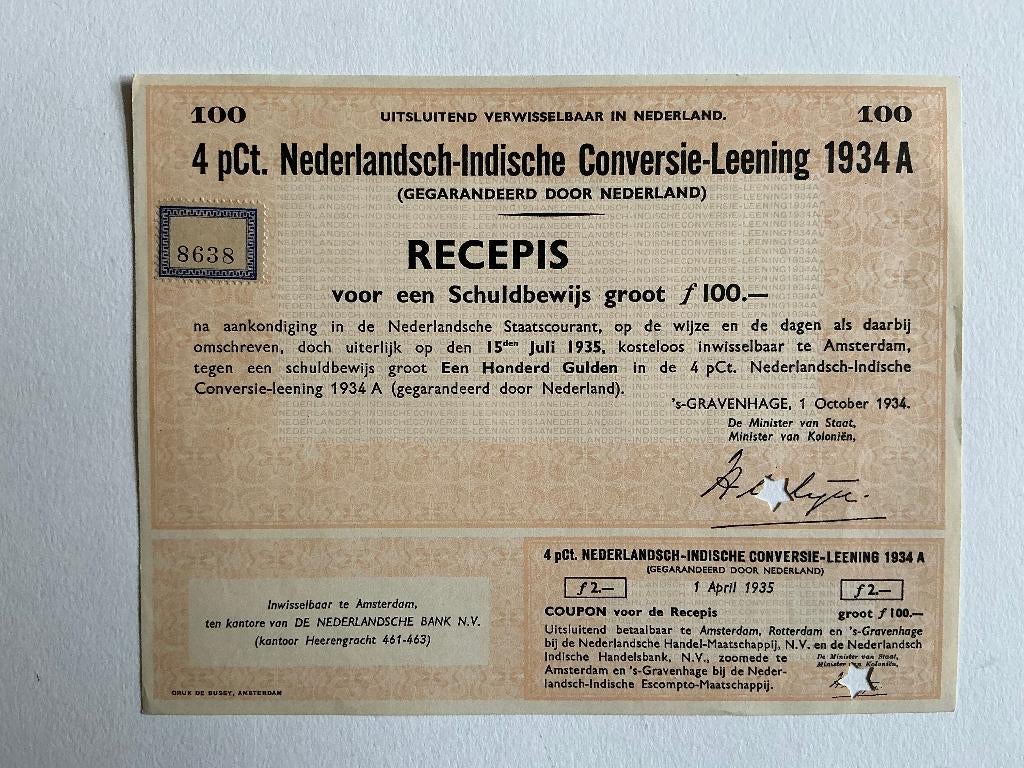 100 UITSLUITEND VERWISSELBAAR IN NEDERLAND. 100
4 pCt. Nederlandsch-Indische Conversie-Leening 1934 A
(GEGARANDEERD DOOR NEDERLAND)
8638
RECEPIS
voor een Schuldbewijs groot ƒ 100.—
na aankondiging in de Nederlandsche Staatscourant, op de wijze en de dagen als daarbij
omschreven, doch uiterlijk op den 15den Juli 1935, kosteloos inwisselbaar te Amsterdam,
tegen een schuldbewijs groot Een Honderd Gulden in de 4 pCt. Nederlandsch-Indische
Conversie-leening 1934 A (gegarandeerd door Nederland).
's-GRAVENHAGE, 1 October 1934.
De Minister van Staat,
Minister van Koloniën,
Inwisselbaar te Amsterdam,
ten kantore van DE NEDERLANDSCHE BANK N.V.
(kantoor Heerengracht 461-463)
DRUK DE BUSSY, AMSTERDAM
4 pCt. NEDERLANDSCH-INDISCHE CONVERSIE-LEENING 1934 A
(GEGARANDEERD DOOR NEDERLAND)
ƒ 2.— 1 April 1935 ƒ 2.—
COUPON voor de Recepis groot ƒ 100.—
Uitsluitend betaalbaar te Amsterdam, Rotterdam en 's-Gravenhage
bij de Nederlandsche Handel-Maatschappij, N.V. en de Nederlandsch
Indische Handelsbank, N.V., zoomede te
Amsterdam en 's-Gravenhage bij de Neder-
landsch-Indische Escompto-Maatschappij.
De Minister van Staat,
Minister van Koloniën,